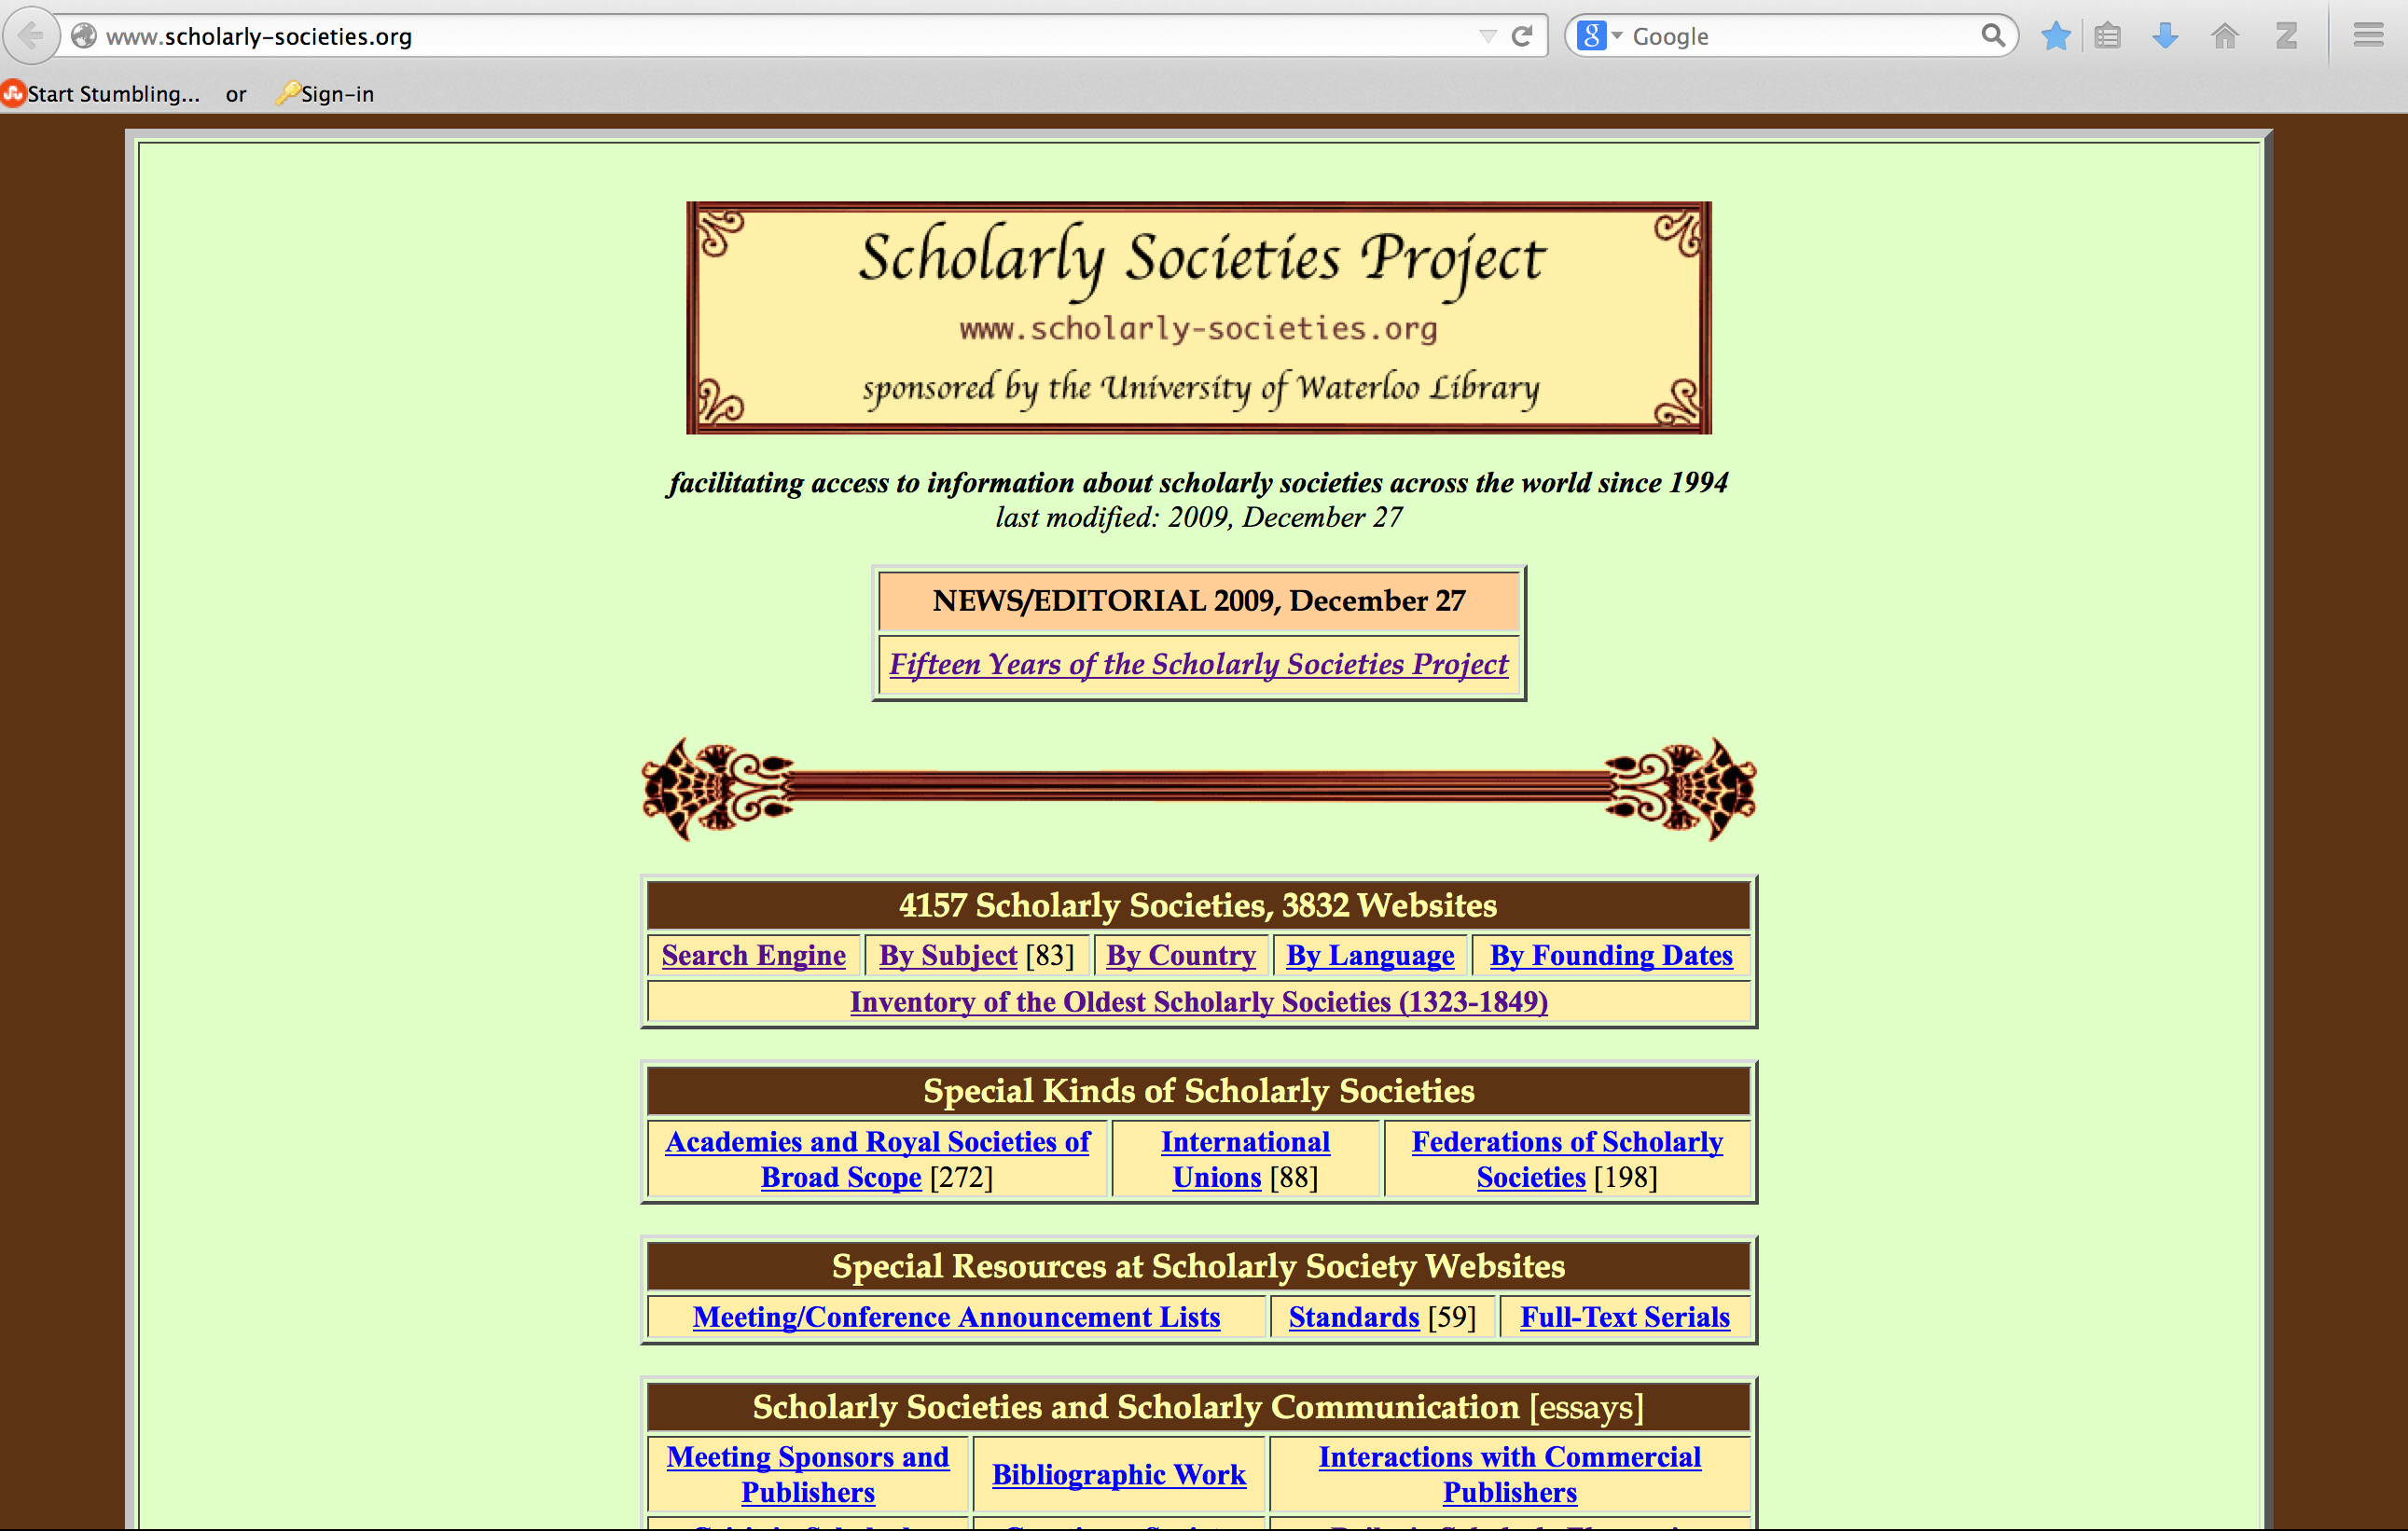 www.scholarly-societies.org
Google
Start Stumbling... or Sign-in
Scholarly Societies Project
www.scholarly-societies.org
sponsored by the University of Waterloo Library
facilitating access to information about scholarly societies across the world since 1994
last modified: 2009, December 27
NEWS/EDITORIAL 2009, December 27
Fifteen Years of the Scholarly Societies Project
4157 Scholarly Societies, 3832 Websites
Search Engine By Subject [83] By Country By Language By Founding Dates
Inventory of the Oldest Scholarly Societies (1323-1849)
Special Kinds of Scholarly Societies
Academies and Royal Societies of
Broad Scope [272]
International
Unions [88]
Federations of Scholarly
Societies [198]
Special Resources at Scholarly Society Websites
Meeting/Conference Announcement Lists Standards [59] Full-Text Serials
Scholarly Societies and Scholarly Communication [essays]
Meeting Sponsors and
Publishers
Bibliographic Work
Interactions with Commercial
Publishers